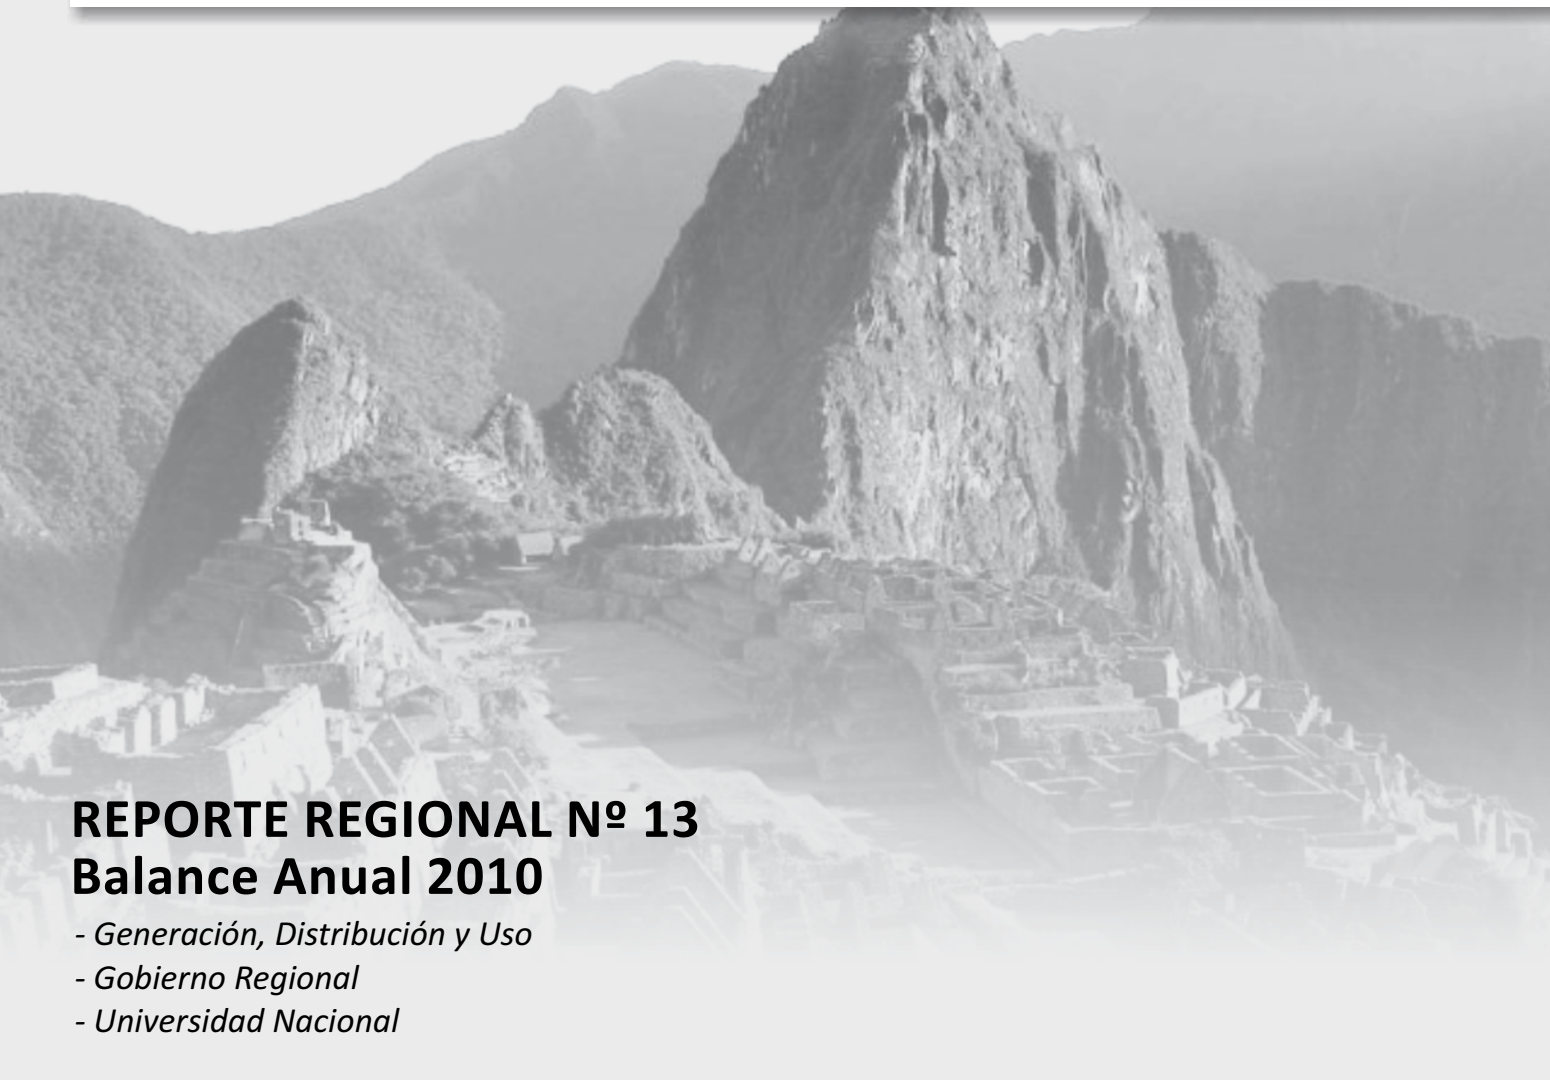 REPORTE REGIONAL Nº 13
Balance Anual 2010
- Generación, Distribución y Uso
- Gobierno Regional
- Universidad Nacional